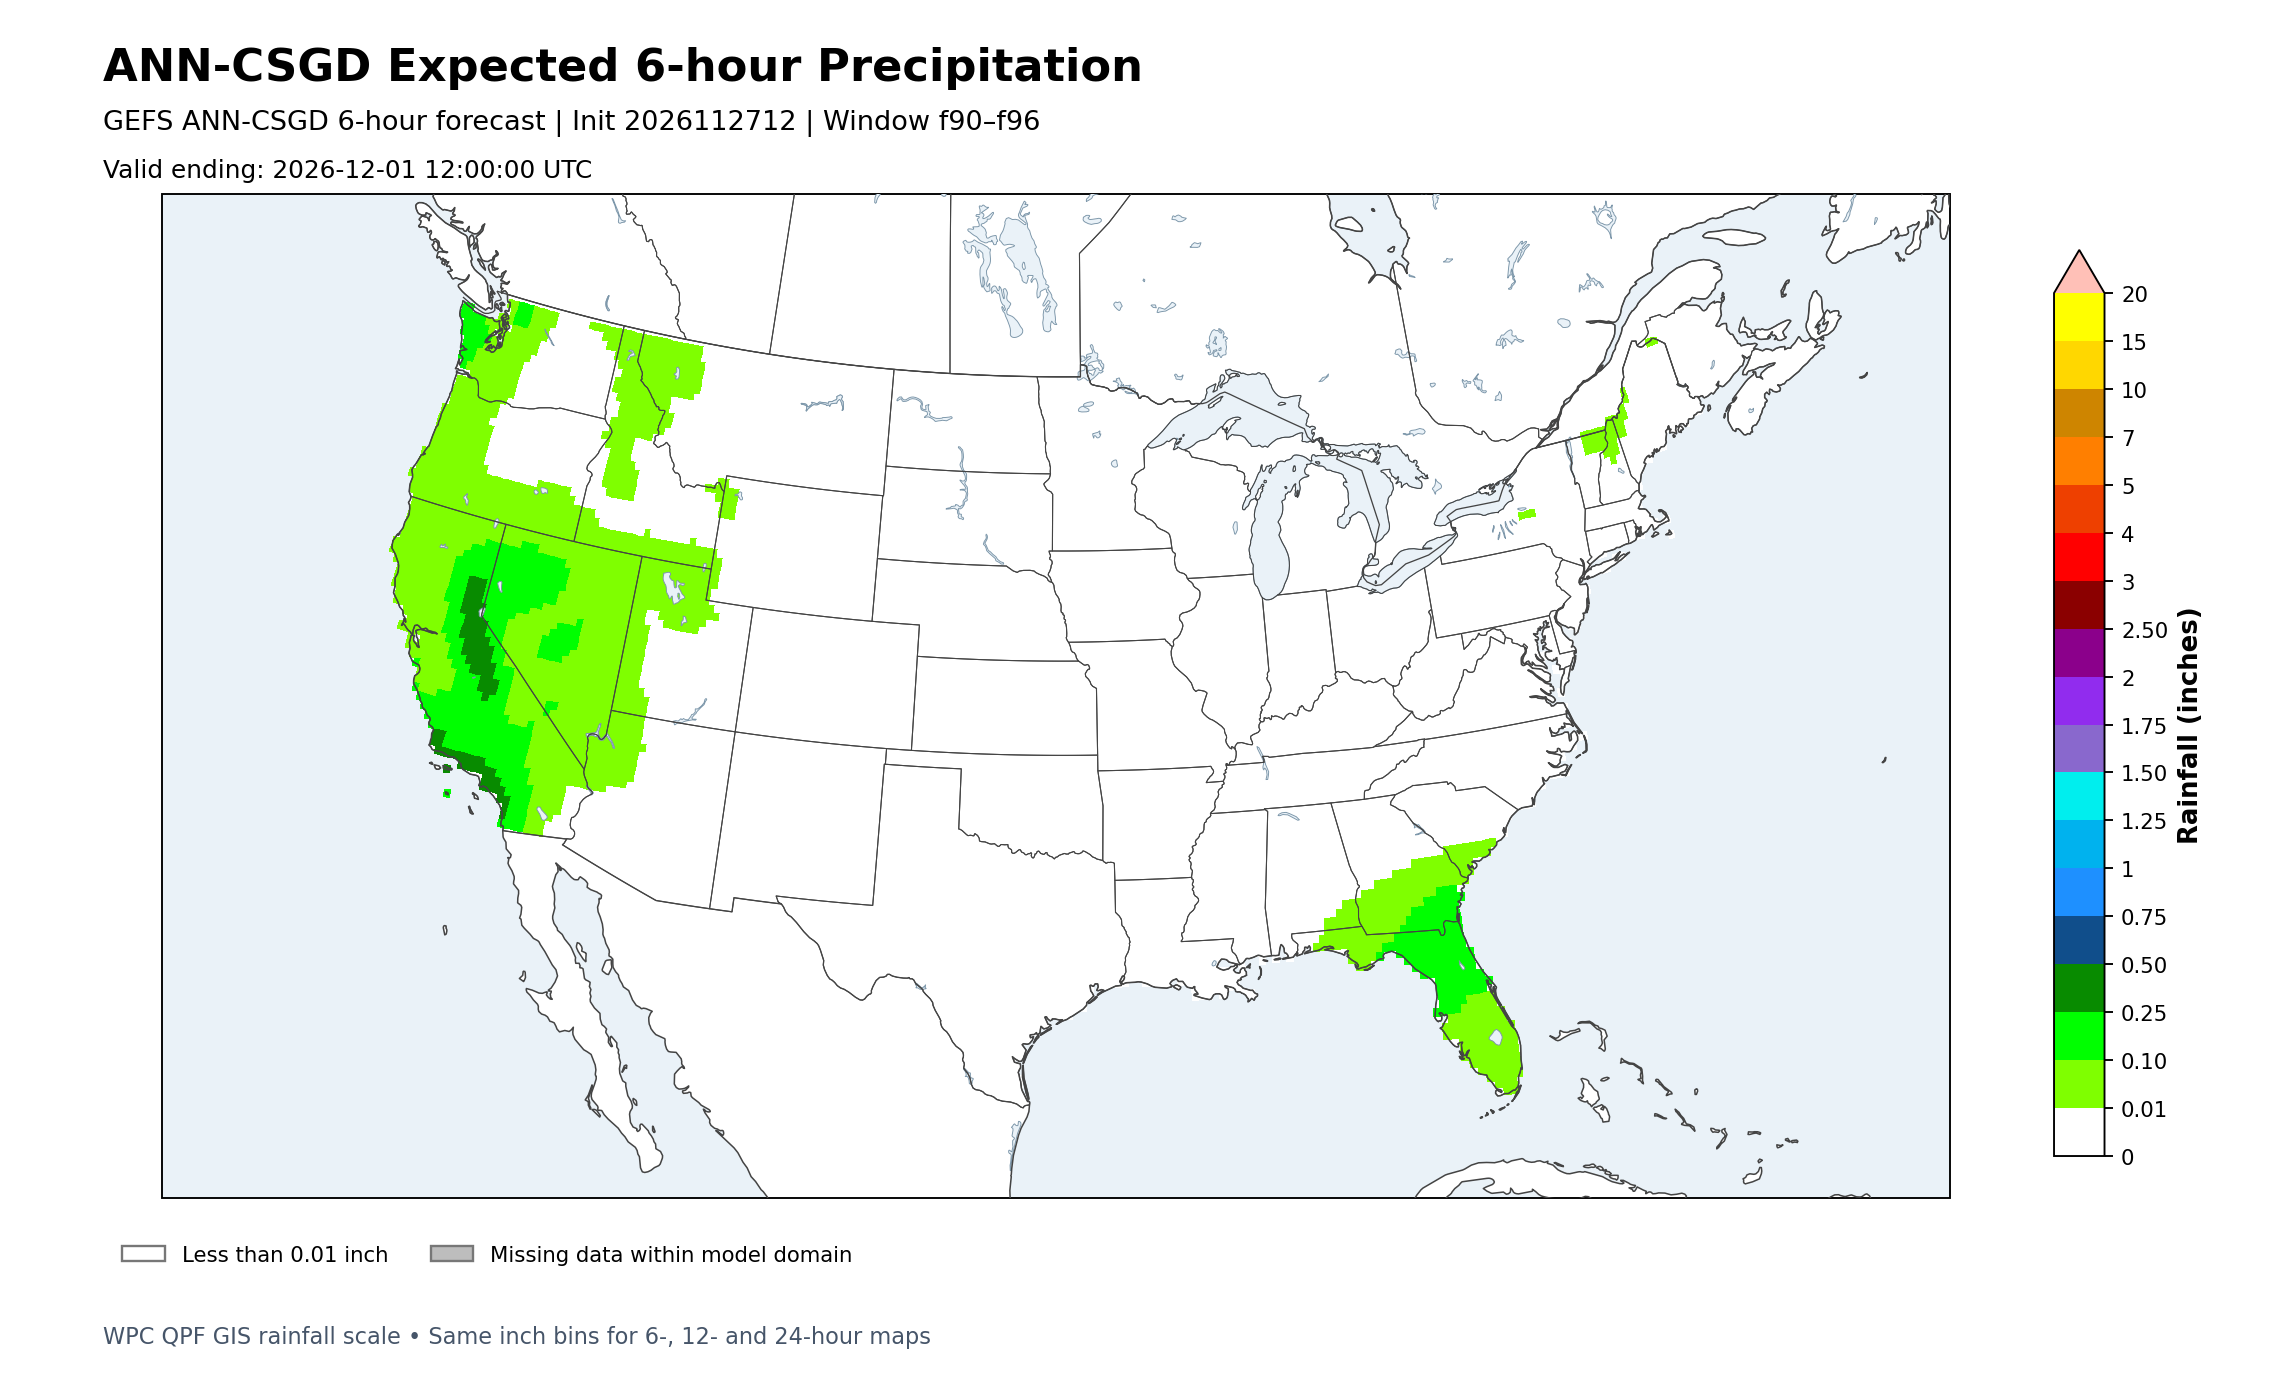 ANN-CSGD Expected 6-hour Precipitation
GEFS ANN-CSGD 6-hour forecast | Init 2026112712 | Window f90–f96
Valid ending: 2026-12-01 12:00:00 UTC
20
15
10
7
5
4
3
2.50
2
1.75
1.50
1.25
1
0.75
0.50
0.25
0.10
0.01
0
Rainfall (inches)
Less than 0.01 inch
Missing data within model domain
WPC QPF GIS rainfall scale • Same inch bins for 6-, 12- and 24-hour maps